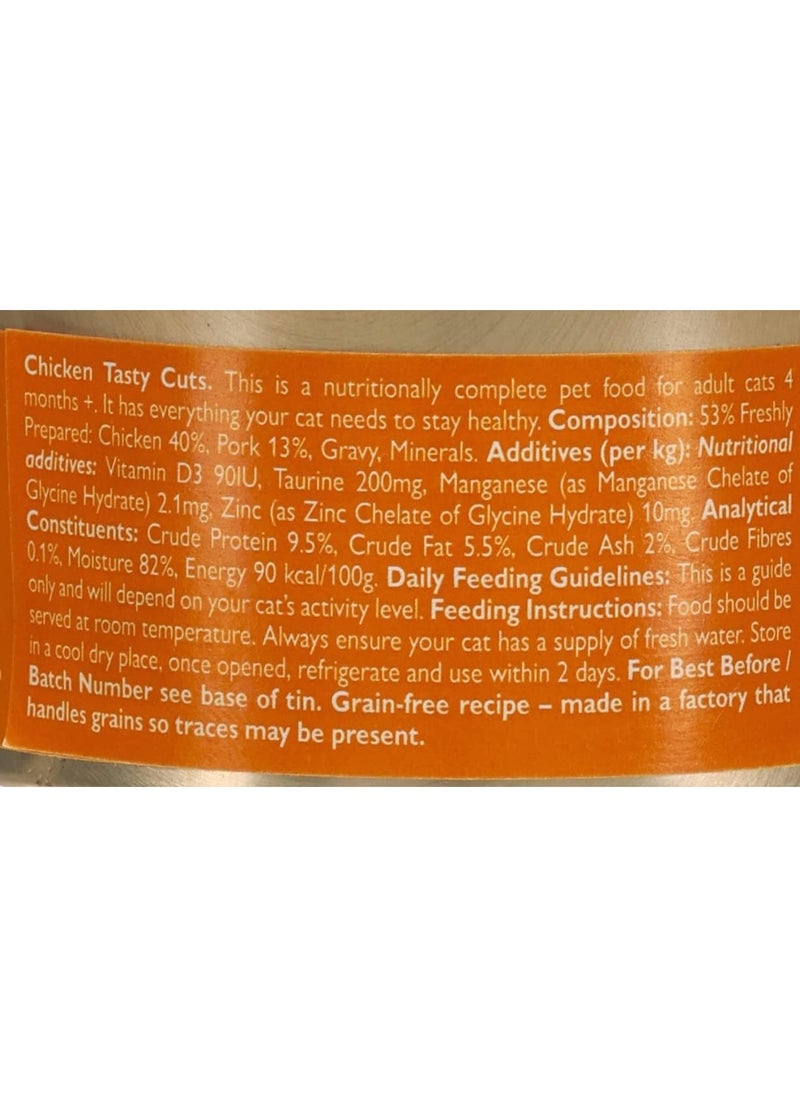 Chicken Tasty Cuts. This is a nutritionally complete pet food for adult cats 4
months +. It has everything your cat needs to stay healthy. Composition: 53% Freshly
Prepared: Chicken 40%, Pork 13%, Gravy, Minerals. Additives (per kg): Nutritional
additives: Vitamin D3 90IU, Taurine 200mg, Manganese (as Manganese Chelate of
Glycine Hydrate) 2.1mg, Zinc (as Zinc Chelate of Glycine Hydrate) 10mg. Analytical
Constituents: Crude Protein 9.5%, Crude Fat 5.5%, Crude Ash 2%, Crude Fibres
0.1%, Moisture 82%, Energy 90 kcal/100g. Daily Feeding Guidelines: This is a guide
only and will depend on your cat's activity level. Feeding Instructions: Food should be
served at room temperature. Always ensure your cat has a supply of fresh water. Store
in a cool dry place, once opened, refrigerate and use within 2 days. For Best Before /
Batch Number see base of tin. Grain-free recipe – made in a factory that
handles grains so traces may be present.